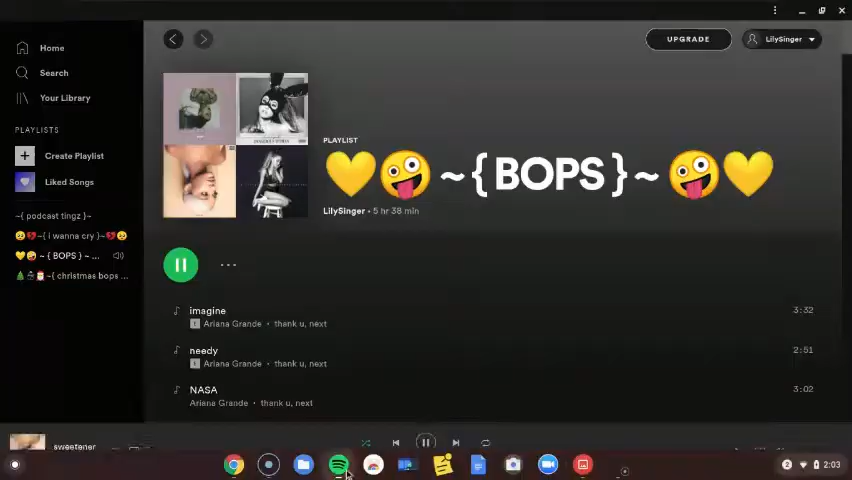 Home
Search
Your Library
PLAYLISTS
Create Playlist
Liked Songs
~{ podcast tingz }~
🥺💔~{ i wanna cry }~💔🥺
💛🤪 ~ { BOPS } ~ ...
🎄⛄🎅~{ christmas bops ...
UPGRADE
LilySinger
PLAYLIST
💛🤪 ~{ BOPS }~ 🤪💛
LilySinger • 5 hr 38 min
imagine
3:32
E Ariana Grande • thank u, next
needy
2:51
E Ariana Grande • thank u, next
NASA
3:02
Ariana Grande • thank u, next
sweetener
2
2:03